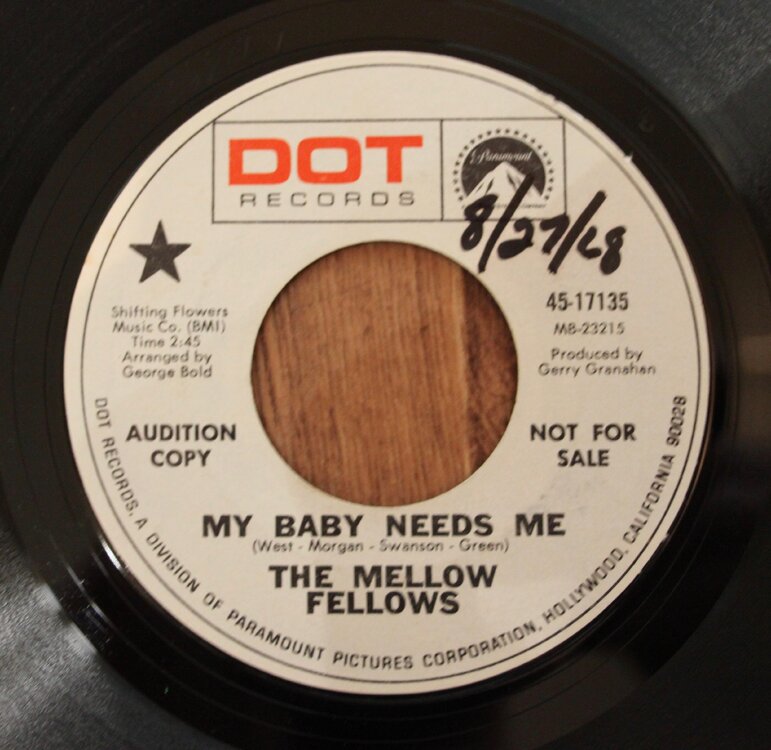 DOT
RECORDS
Paramount
8/27/68
Shifting Flowers
Music Co. (BMI)
Time 2:45
Arranged by
George Bold
45-17135
MB-23215
Produced by
Gerry Granahan
AUDITION
COPY
NOT FOR
SALE
MY BABY NEEDS ME
(West - Morgan - Swanson - Green)
THE MELLOW
FELLOWS
DOT RECORDS, A DIVISION OF PARAMOUNT PICTURES CORPORATION, HOLLYWOOD, CALIFORNIA 90028